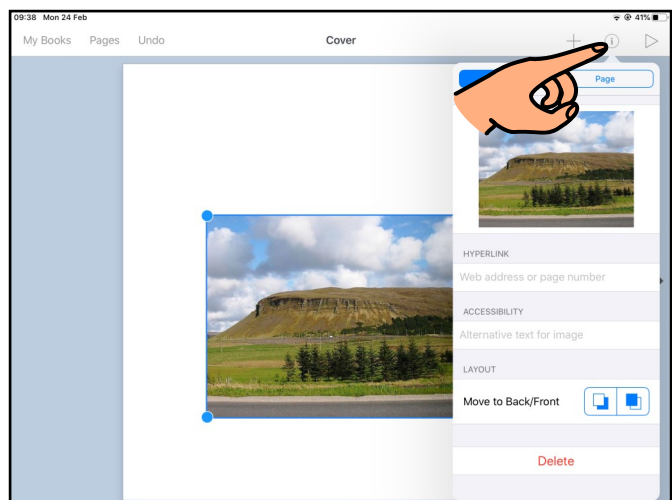 09:38 Mon 24 Feb 41%
My Books Pages Undo Cover
Page
HYPERLINK
Web address or page number
ACCESSIBILITY
Alternative text for image
LAYOUT
Move to Back/Front
Delete